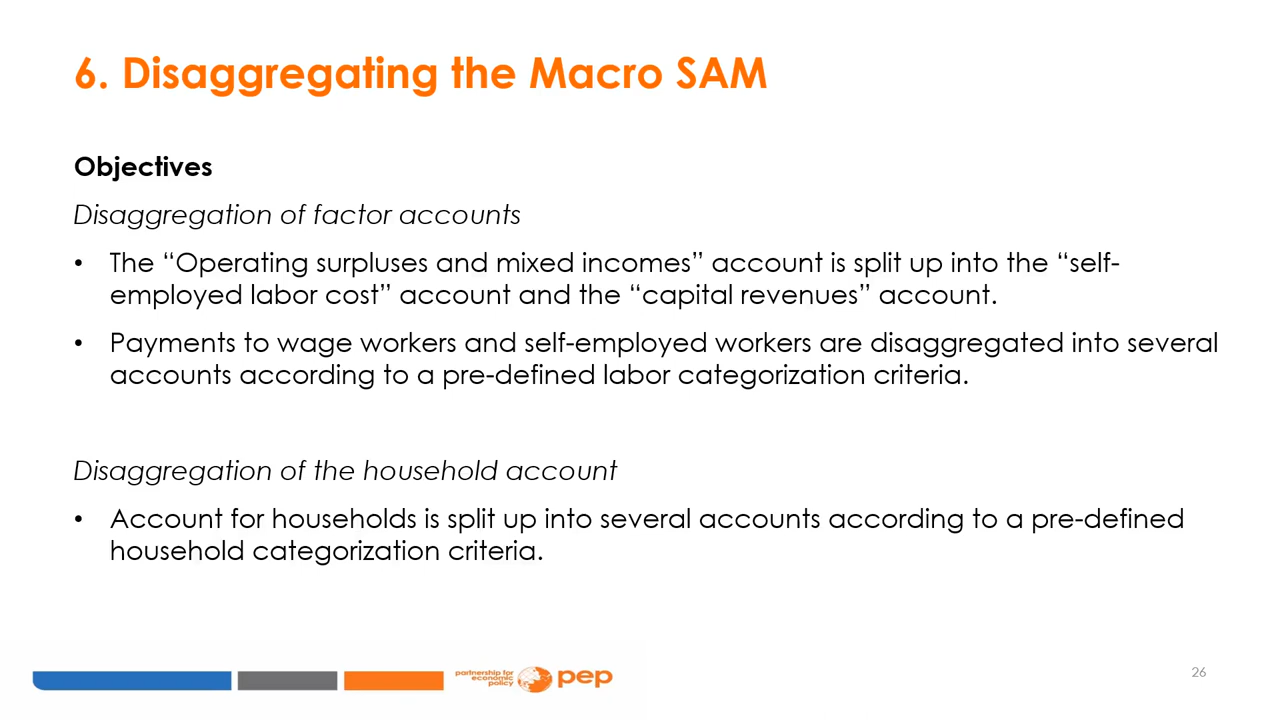 6. Disaggregating the Macro SAM
Objectives
Disaggregation of factor accounts
• The “Operating surpluses and mixed incomes” account is split up into the “self-
employed labor cost” account and the “capital revenues” account.
• Payments to wage workers and self-employed workers are disaggregated into several
accounts according to a pre-defined labor categorization criteria.
Disaggregation of the household account
• Account for households is split up into several accounts according to a pre-defined
household categorization criteria.
partnership for
economic
policy
pep
26